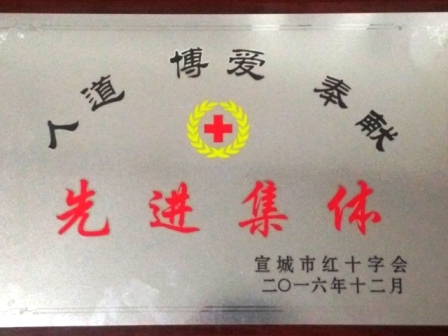 人道 博爱 奉献
先进集体
宣城市红十字会
二〇一六年十二月